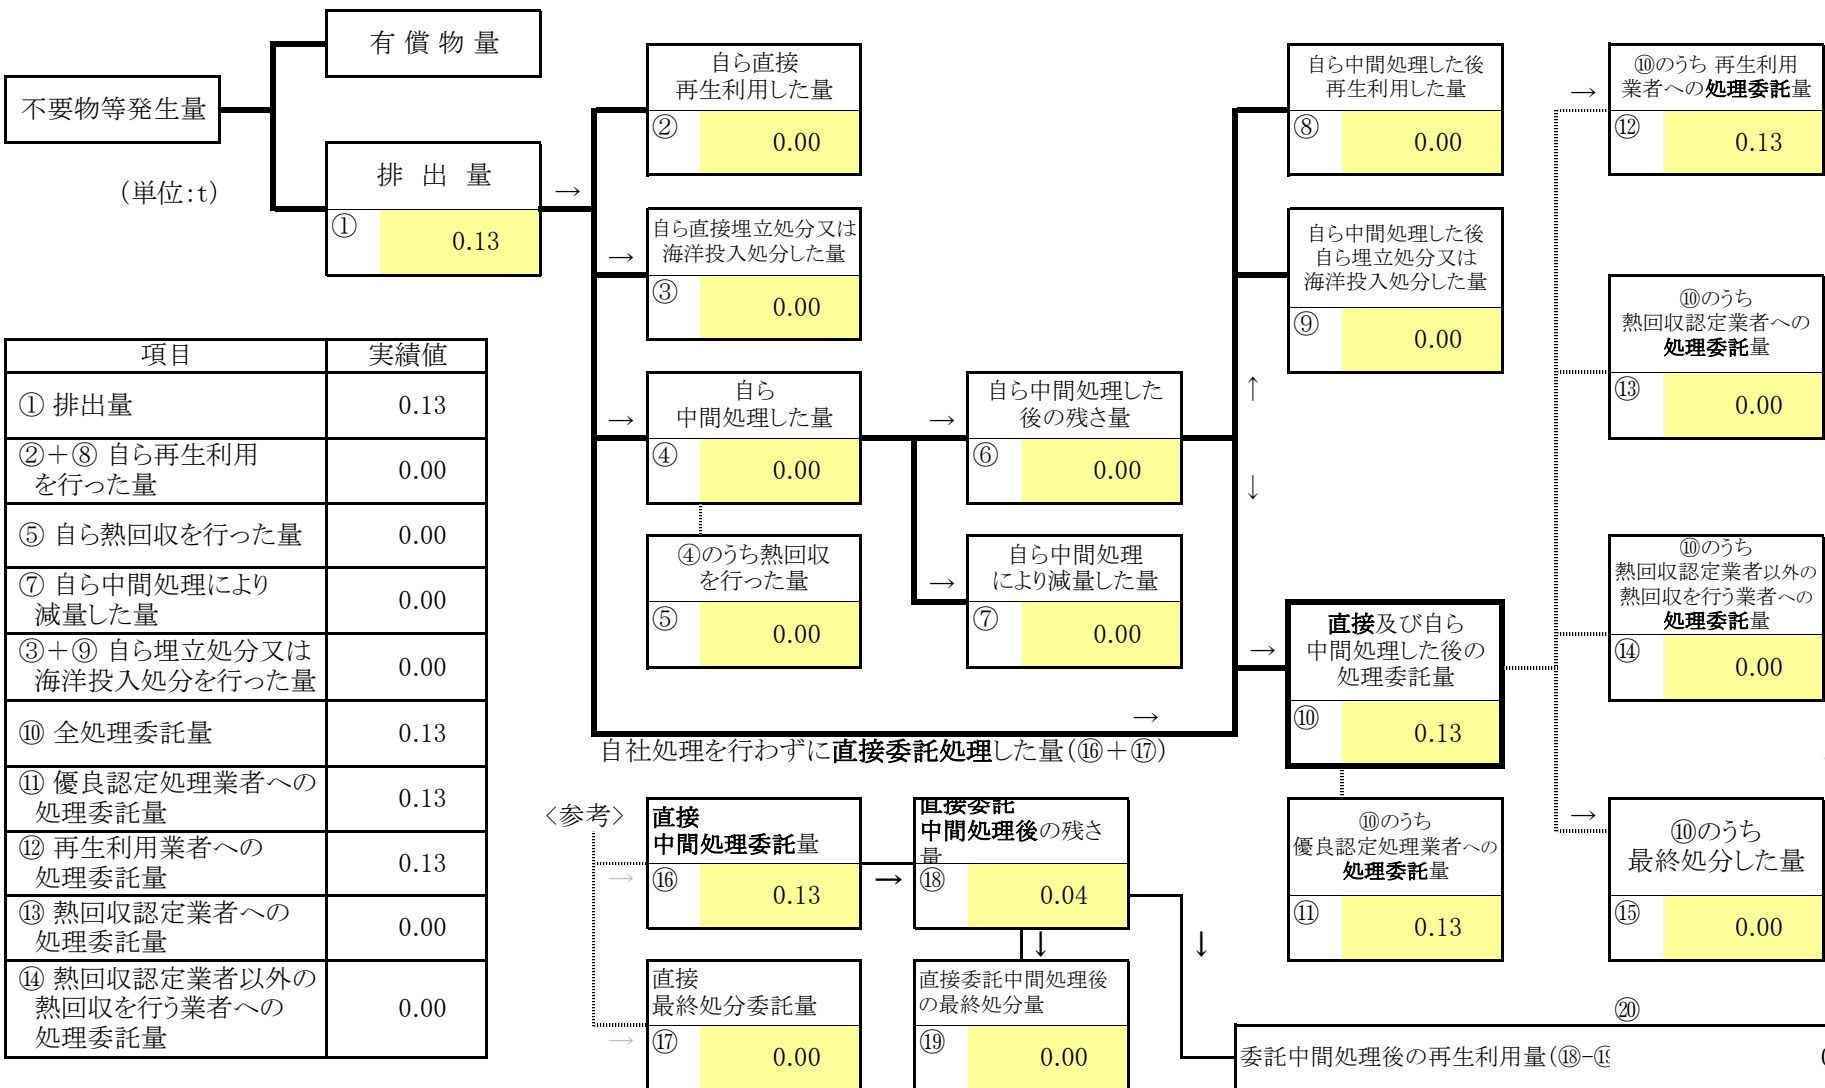 有 償 物 量
不要物等発生量
(単位:t)
排 出 量
→
①
0.13
自ら直接
再生利用した量
②
0.00
→
自ら直接埋立処分又は
海洋投入処分した量
③
0.00
→
自ら
中間処理した量
④
0.00
④のうち熱回収
を行った量
⑤
0.00
→
自ら中間処理した
後の残さ量
⑥
0.00
→
自ら中間処理
により減量した量
⑦
0.00
自ら中間処理した後
再生利用した量
⑧
0.00
自ら中間処理した後
自ら埋立処分又は
海洋投入処分した量
⑨
0.00
↑
↓
→
直接及び自ら
中間処理した後の
処理委託量
⑩
0.13
→
自社処理を行わずに直接委託処理した量(⑯+⑰)
⑩のうち
優良認定処理業者への
処理委託量
⑪
0.13
→
⑩のうち 再生利用
業者への処理委託量
⑫
0.13
⑩のうち
熱回収認定業者への
処理委託量
⑬
0.00
⑩のうち
熱回収認定業者以外の
熱回収を行う業者への
処理委託量
⑭
0.00
→
⑩のうち
最終処分した量
⑮
0.00
項目 実績値
① 排出量 0.13
②+⑧ 自ら再生利用
を行った量 0.00
⑤ 自ら熱回収を行った量 0.00
⑦ 自ら中間処理により
減量した量 0.00
③+⑨ 自ら埋立処分又は
海洋投入処分を行った量 0.00
⑩ 全処理委託量 0.13
⑪ 優良認定処理業者への
処理委託量 0.13
⑫ 再生利用業者への
処理委託量 0.13
⑬ 熱回収認定業者への
処理委託量 0.00
⑭ 熱回収認定業者以外の
熱回収を行う業者への
処理委託量 0.00
<参考>
→
直接
中間処理委託量
⑯
0.13
→
直接委託
中間処理後の残さ
量
⑱
0.04
↓
↓
→
直接
最終処分委託量
⑰
0.00
直接委託中間処理後
の最終処分量
⑲
0.00
⑳
委託中間処理後の再生利用量(⑱-⑲